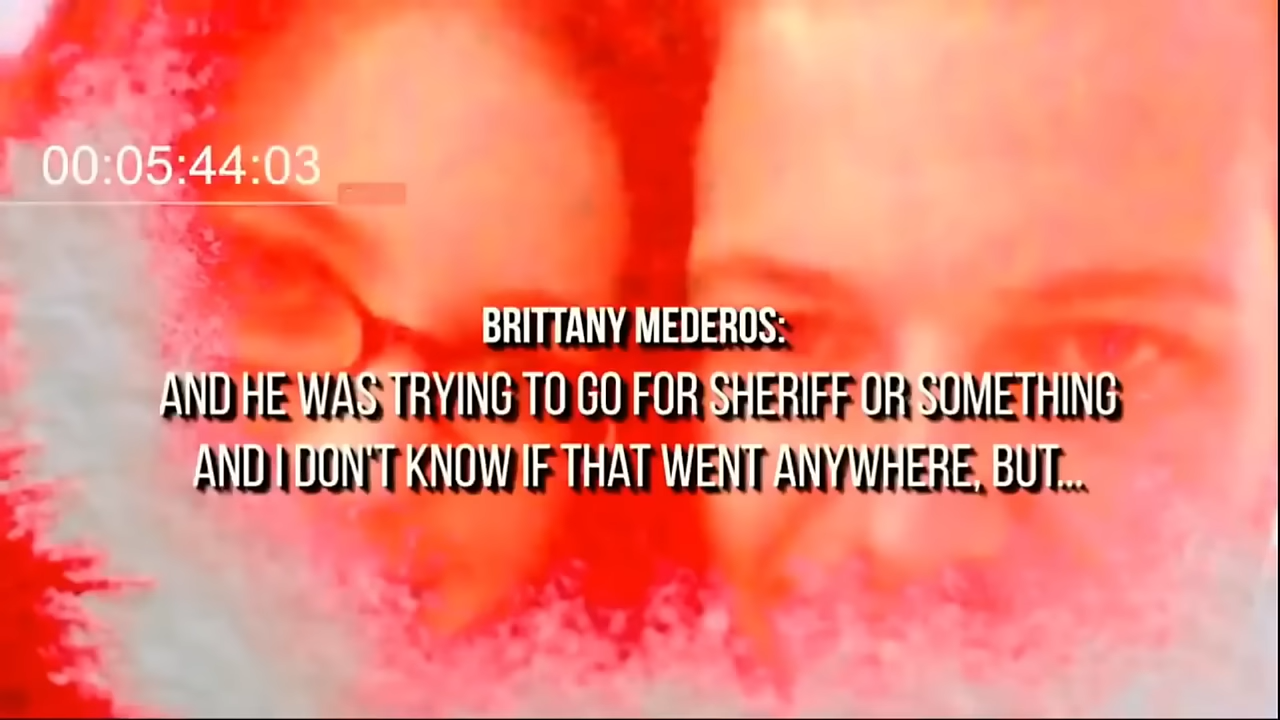 00:05:44:03
BRITTANY MEDEROS:
AND HE WAS TRYING TO GO FOR SHERIFF OR SOMETHING
AND I DON'T KNOW IF THAT WENT ANYWHERE, BUT...